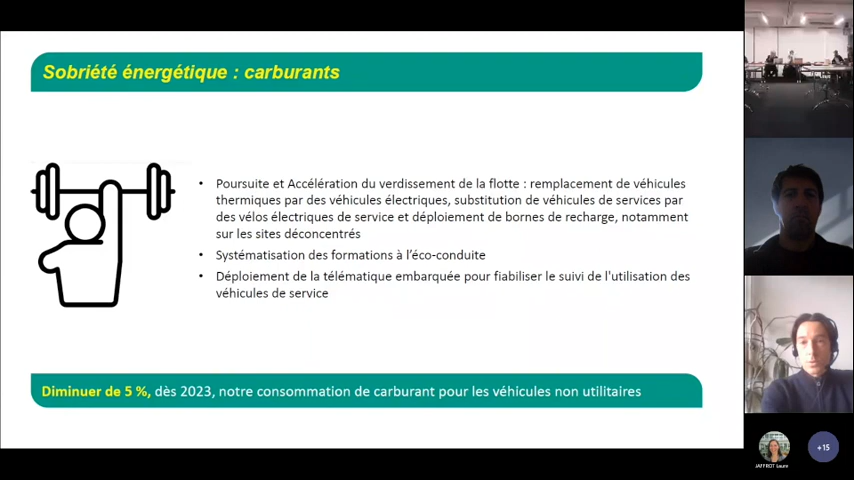 Sobriété énergétique : carburants
• Poursuite et Accélération du verdissement de la flotte : remplacement de véhicules
thermiques par des véhicules électriques, substitution de véhicules de services par
des vélos électriques de service et déploiement de bornes de recharge, notamment
sur les sites déconcentrés
• Systématisation des formations à l'éco-conduite
• Déploiement de la télématique embarquée pour fiabiliser le suivi de l'utilisation des
véhicules de service
Diminuer de 5 %, dès 2023, notre consommation de carburant pour les véhicules non utilitaires
JAFFROT Laure
+15